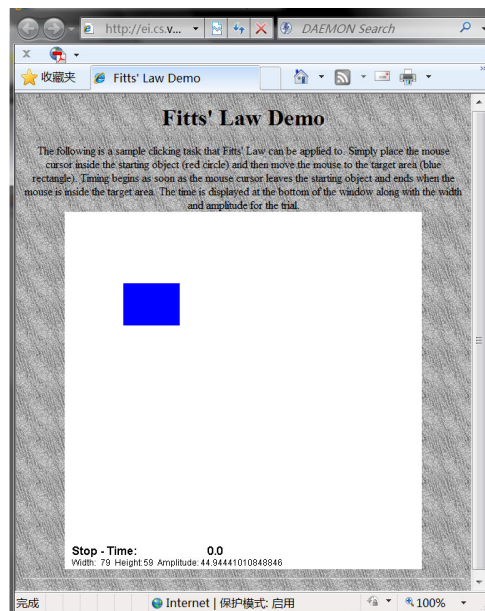 http://ei.cs.v...
DAEMON Search
x
收藏夹
Fitts' Law Demo
Fitts' Law Demo
The following is a sample clicking task that Fitts' Law can be applied to. Simply place the mouse
cursor inside the starting object (red circle) and then move the mouse to the target area (blue
rectangle). Timing begins as soon as the mouse cursor leaves the starting object and ends when the
mouse is inside the target area. The time is displayed at the bottom of the window along with the width
and amplitude for the trial.
Stop - Time: 0.0
Width: 79 Height:59 Amplitude:44.94441010848846
完成
Internet | 保护模式: 启用
100%